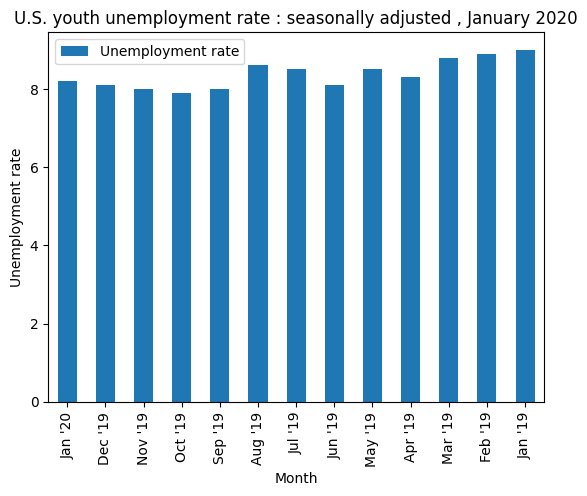 U.S. youth unemployment rate : seasonally adjusted , January 2020
Unemployment rate
Unemployment rate
8
6
4
2
0
Jan '20
Dec '19
Nov '19
Oct '19
Sep '19
Aug '19
Jul '19
Jun '19
May '19
Apr '19
Mar '19
Feb '19
Jan '19
Month